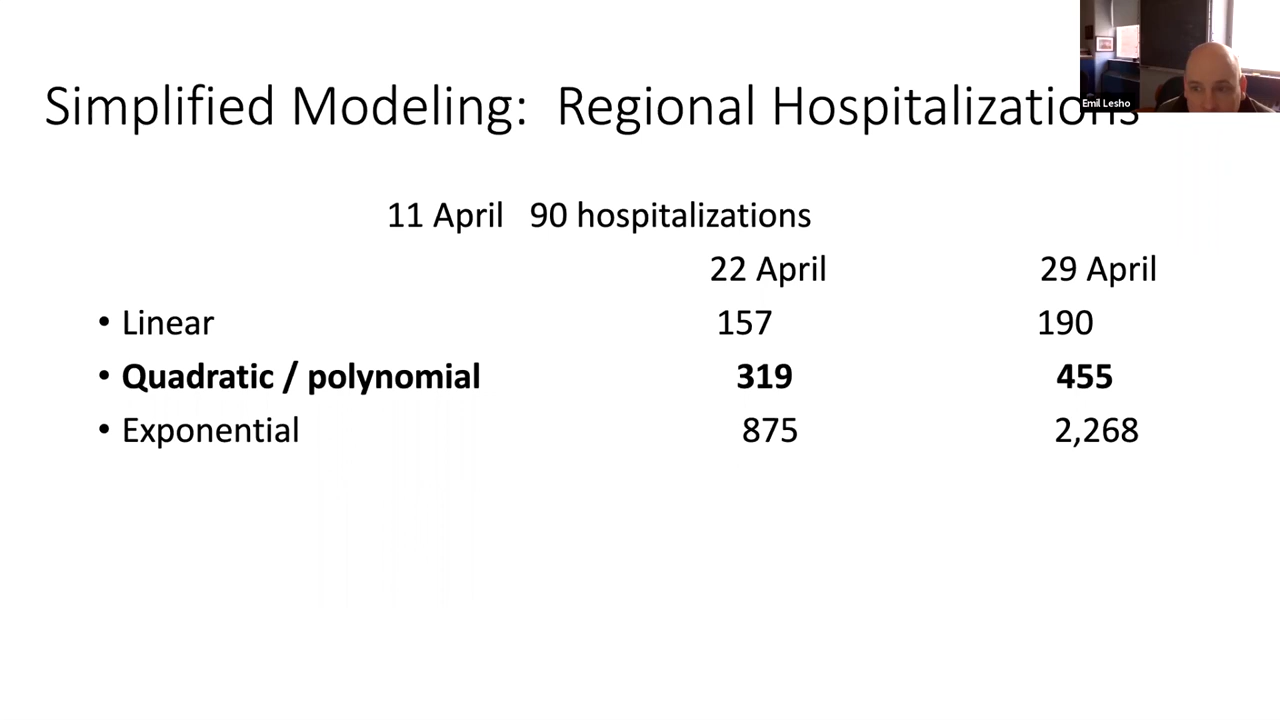 Simplified Modeling: Regional Hospitalizations
Emil Lesho
11 April 90 hospitalizations
22 April 29 April
• Linear 157 190
• Quadratic / polynomial 319 455
• Exponential 875 2,268